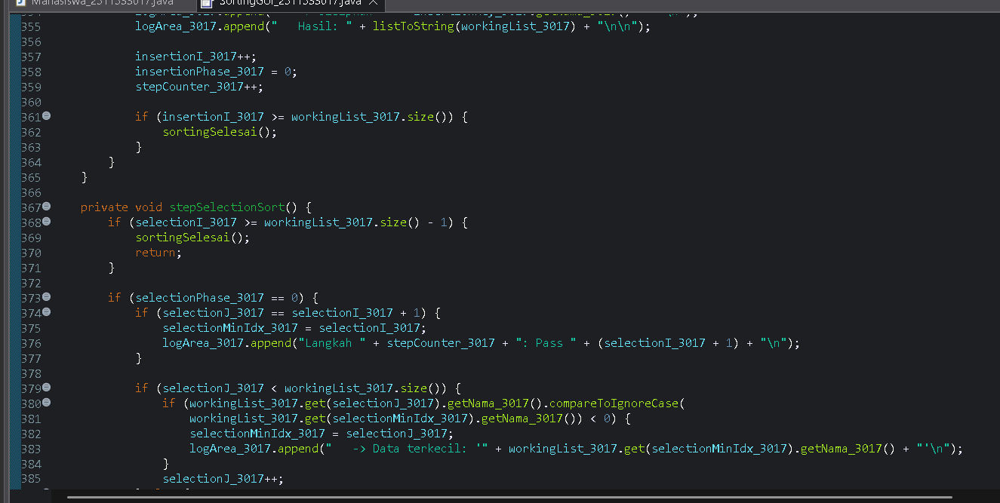 Mahasiswa_2511533017.java SortingGUI_2511533017.java
355 logArea_3017.append("   Hasil: " + listToString(workingList_3017) + "\n\n");
356
357 insertionI_3017++;
358 insertionPhase_3017 = 0;
359 stepCounter_3017++;
360
361 if (insertionI_3017 >= workingList_3017.size()) {
362 sortingSelesai();
363 }
364 }
365 }
366
367 private void stepSelectionSort() {
368 if (selectionI_3017 >= workingList_3017.size() - 1) {
369 sortingSelesai();
370 return;
371 }
372
373 if (selectionPhase_3017 == 0) {
374 if (selectionJ_3017 == selectionI_3017 + 1) {
375 selectionMinIdx_3017 = selectionI_3017;
376 logArea_3017.append("Langkah " + stepCounter_3017 + ": Pass " + (selectionI_3017 + 1) + "\n");
377 }
378
379 if (selectionJ_3017 < workingList_3017.size()) {
380 if (workingList_3017.get(selectionJ_3017).getNama_3017().compareToIgnoreCase(
381 workingList_3017.get(selectionMinIdx_3017).getNama_3017()) < 0) {
382 selectionMinIdx_3017 = selectionJ_3017;
383 logArea_3017.append("   -> Data terkecil: '" + workingList_3017.get(selectionMinIdx_3017).getNama_3017() + "'\n");
384 }
385 selectionJ_3017++;